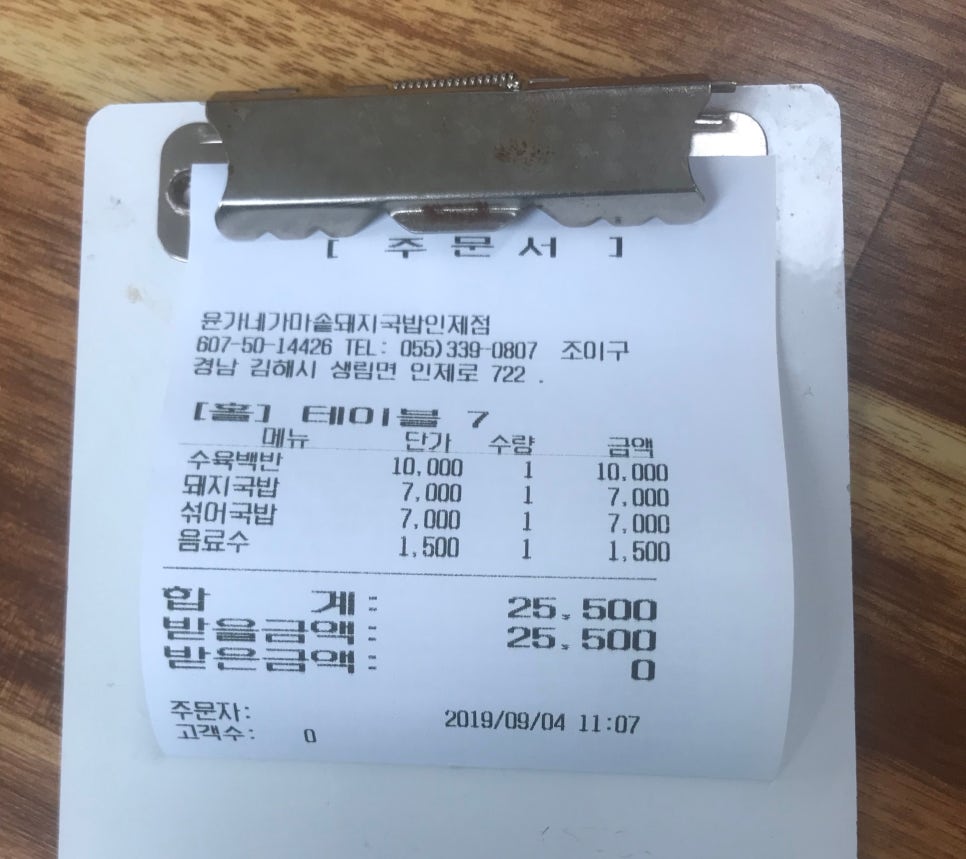 [ 주 문 서 ]
윤가네가마솥돼지국밥인제점
607-50-14426 TEL: 055)339-0807 조이구
경남 김해시 생림면 인제로 722 .
[홀] 테이블 7
메뉴 단가 수량 금액
수육백반 10,000 1 10,000
돼지국밥 7,000 1 7,000
섞어국밥 7,000 1 7,000
음료수 1,500 1 1,500
합 계: 25,500
받을금액: 25,500
받은금액: 0
주문자: 2019/09/04 11:07
고객수: 0